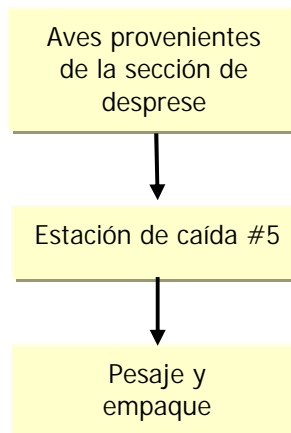 Aves provenientes
de la sección de
desprese
Estación de caída #5
Pesaje y
empaque